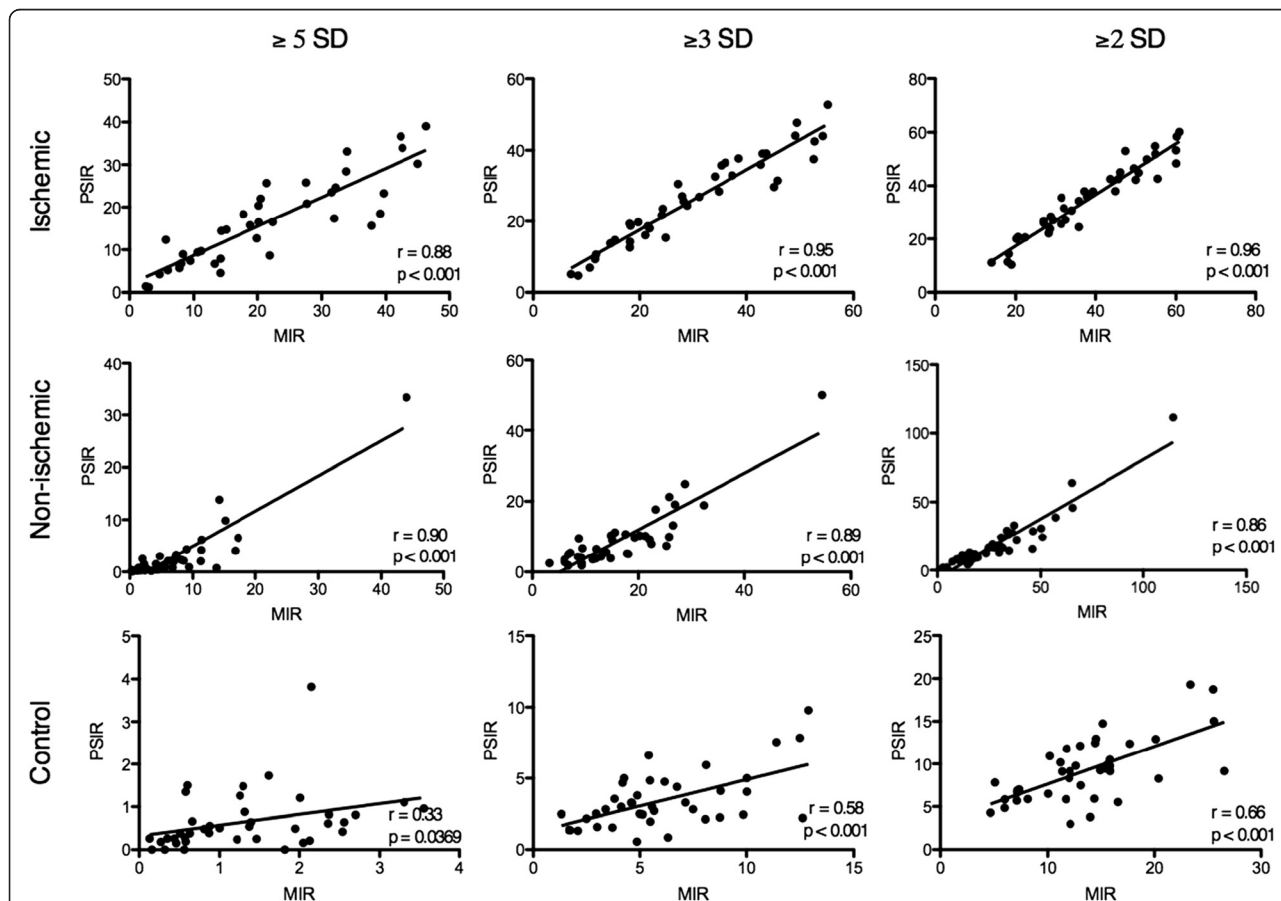 ≥ 5 SD ≥3 SD ≥2 SD
Ischemic
PSIR
50
40
30
20
10
0
0 10 20 30 40 50
MIR
r = 0.88
p < 0.001
PSIR
60
40
20
0
0 20 40 60
MIR
r = 0.95
p < 0.001
PSIR
80
60
40
20
0
0 20 40 60 80
MIR
r = 0.96
p < 0.001
Non-ischemic
PSIR
40
30
20
10
0
0 10 20 30 40 50
MIR
r = 0.90
p < 0.001
PSIR
60
40
20
0
0 20 40 60
MIR
r = 0.89
p < 0.001
PSIR
150
100
50
0
0 50 100 150
MIR
r = 0.86
p < 0.001
Control
PSIR
5
4
3
2
1
0
0 1 2 3 4
MIR
r = 0.33
p = 0.0369
PSIR
15
10
5
0
0 5 10 15
MIR
r = 0.58
p < 0.001
PSIR
25
20
15
10
5
0
0 10 20 30
MIR
r = 0.66
p < 0.001